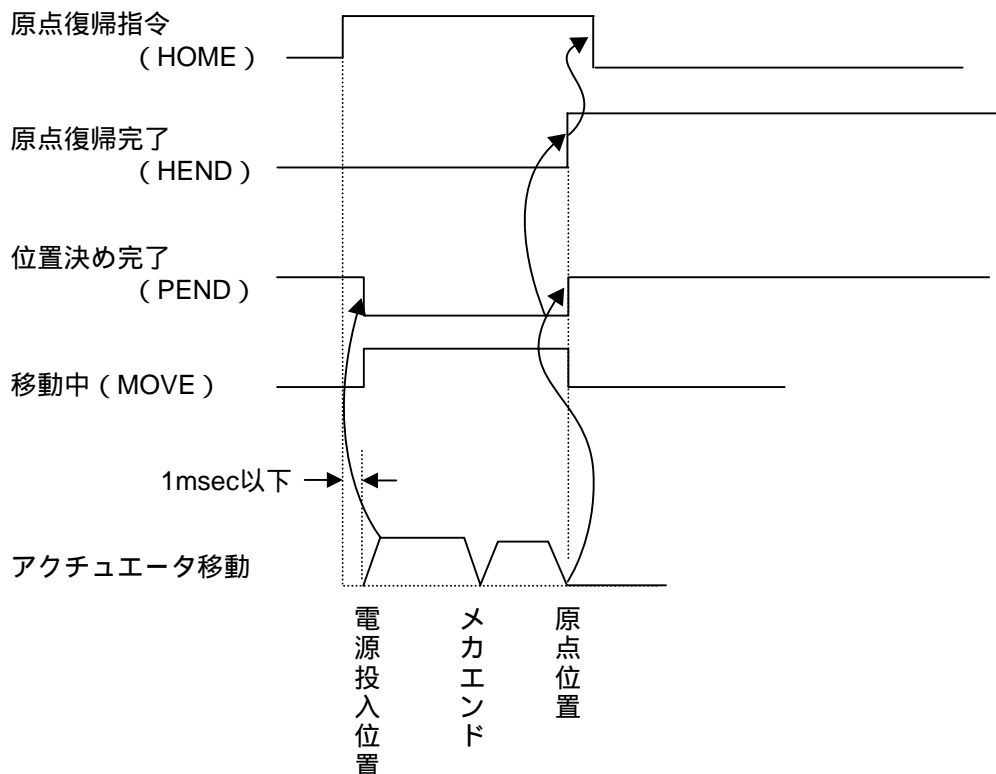 原点復帰指令
（HOME）
原点復帰完了
（HEND）
位置決め完了
（PEND）
移動中（MOVE）
1msec以下
アクチュエータ移動
電源投入位置
メカエンド
原点位置